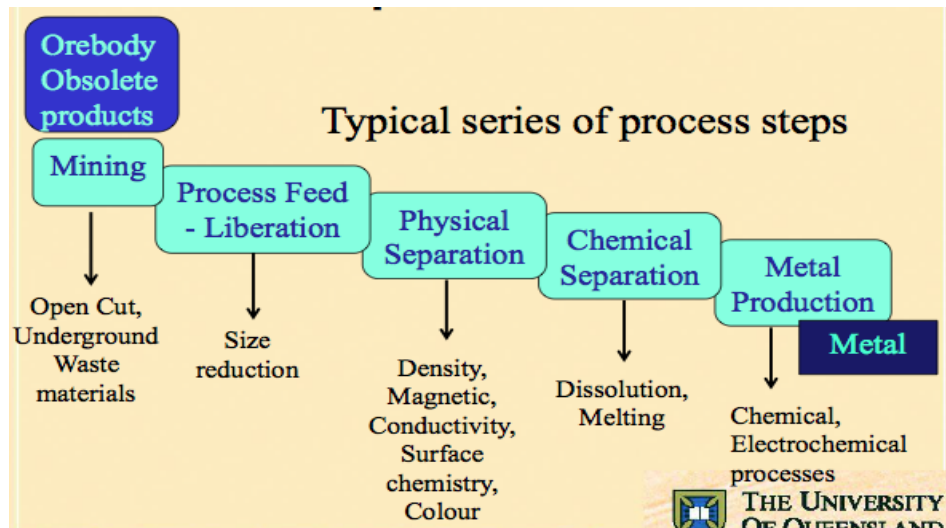 Orebody
Obsolete
products
Typical series of process steps
Mining
Process Feed
- Liberation
Physical
Separation
Chemical
Separation
Metal
Production
Metal
Open Cut,
Underground
Waste
materials
Size
reduction
Density,
Magnetic,
Conductivity,
Surface
chemistry,
Colour
Dissolution,
Melting
Chemical,
Electrochemical
processes
THE UNIVERSITY
OF QUEENSLAND